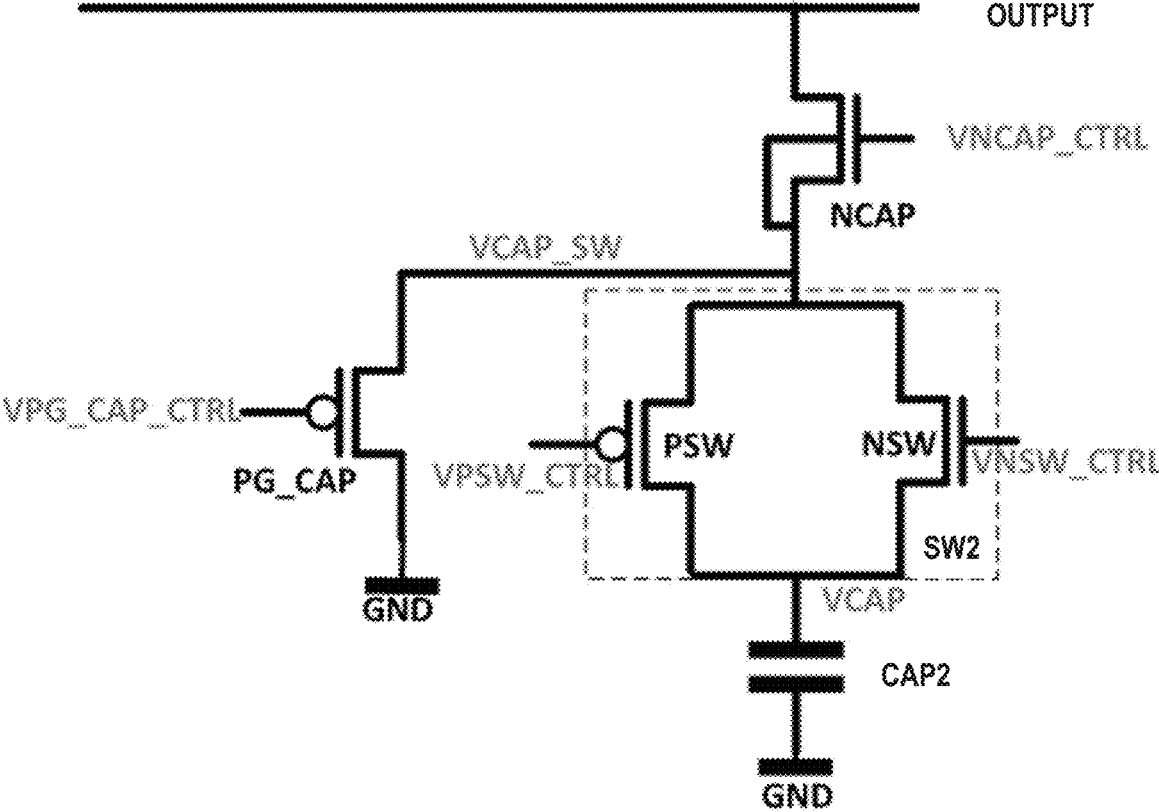 OUTPUT
VNCAP_CTRL
NCAP
VCAP_SW
VPG_CAP_CTRL
PG_CAP
PSW
NSW
VPSW_CTRL
VNSW_CTRL
SW2
GND
VCAP
CAP2
GND